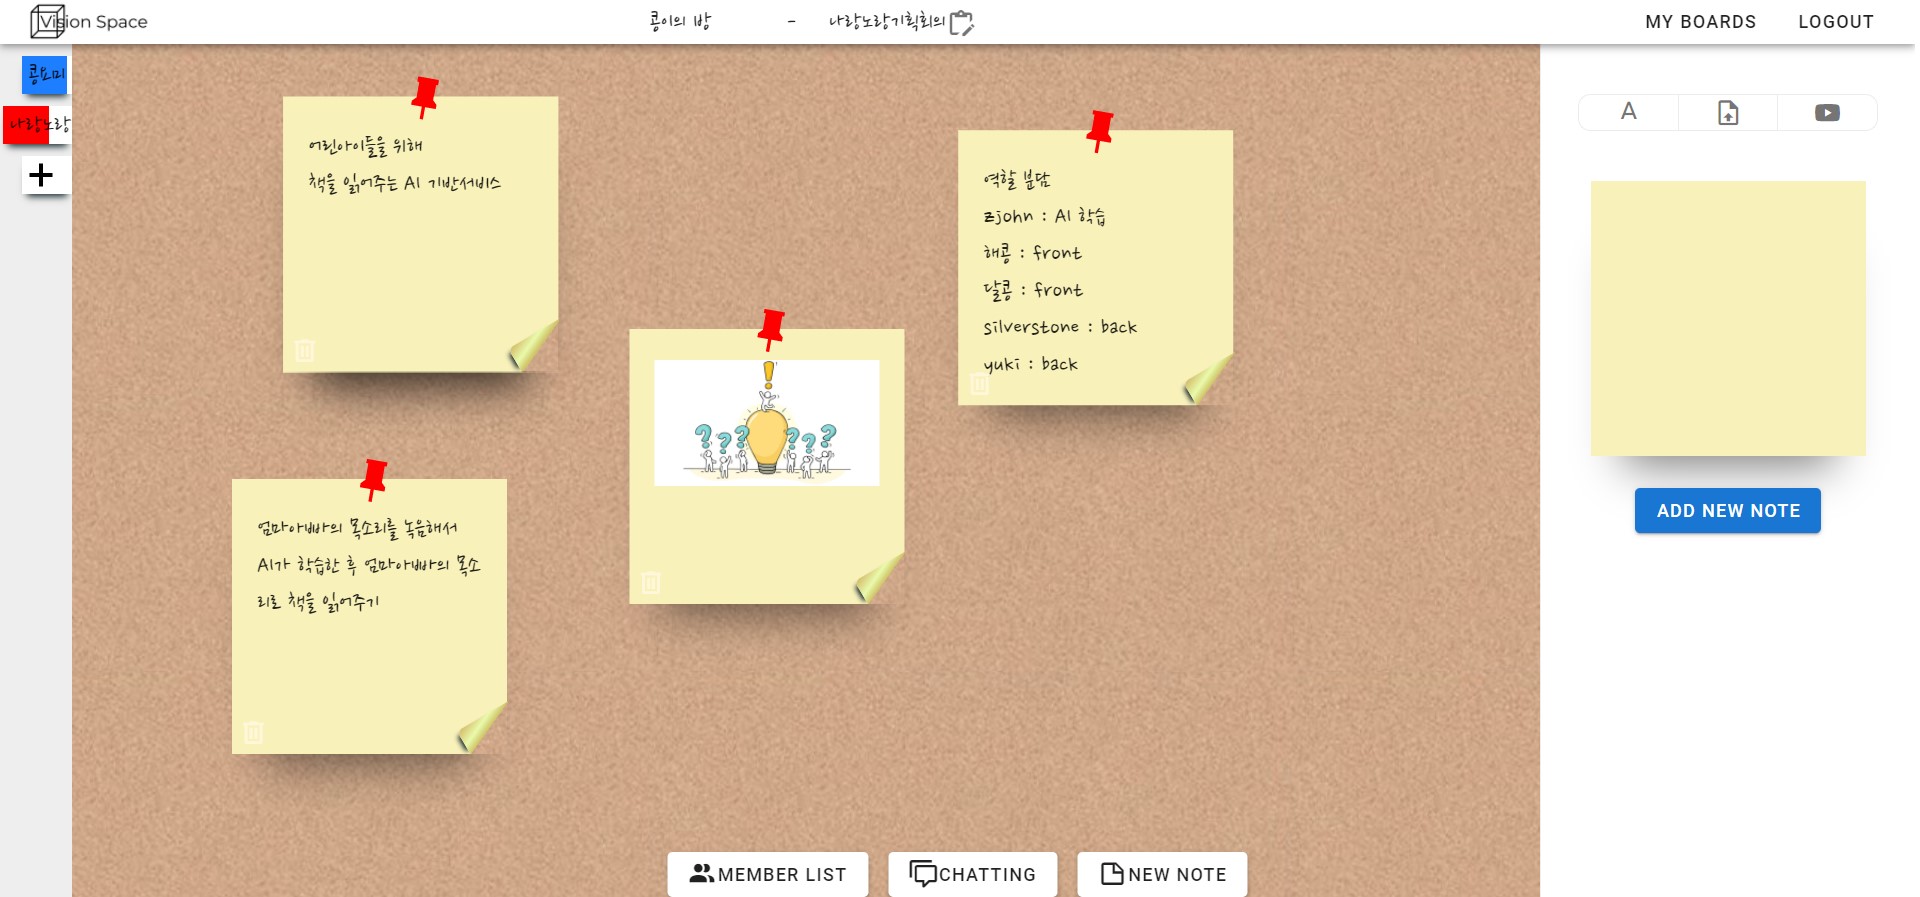 Vision Space
콩이의 방 - 나랑노랑기획회의
MY BOARDS
LOGOUT
콩요미
나랑노랑
어린아이들을 위해
책을 읽어주는 AI 기반서비스
역할 분담
zjohn : AI 학습
해콩 : front
달콩 : front
silverstone : back
yuki : back
엄마아빠의 목소리를 녹음해서
AI가 학습한 후 엄마아빠의 목소
리로 책을 읽어주기
A
ADD NEW NOTE
MEMBER LIST
CHATTING
NEW NOTE